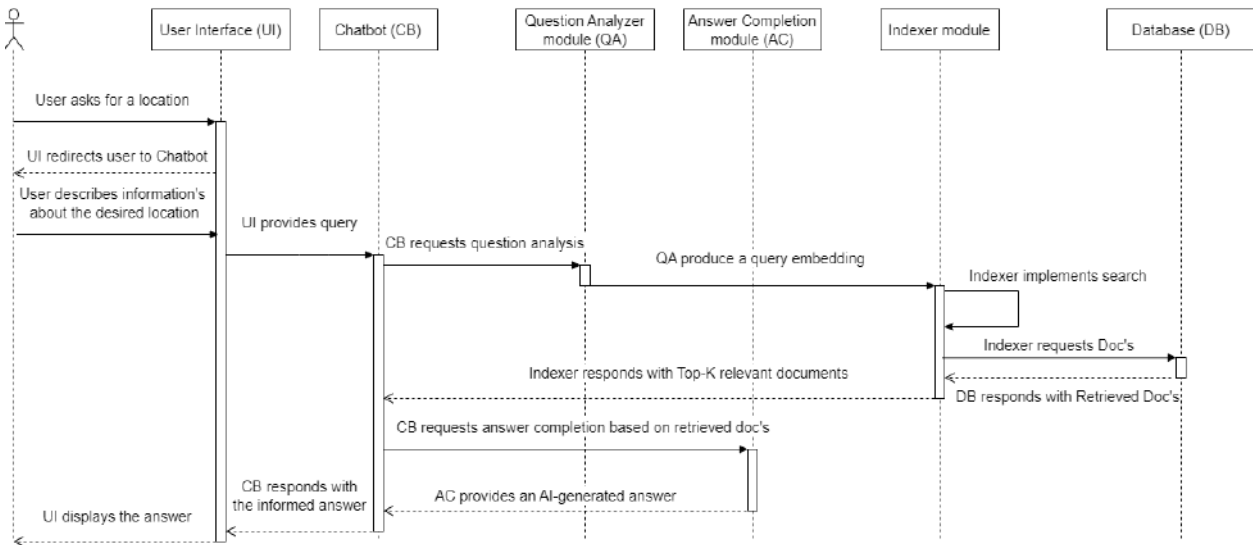 User Interface (UI)
Chatbot (CB)
Question Analyzer
module (QA)
Answer Completion
module (AC)
Indexer module
Database (DB)
User asks for a location
UI redirects user to Chatbot
User describes information's
about the desired location
UI provides query
CB requests question analysis
QA produce a query embedding
Indexer implements search
Indexer requests Doc's
Indexer responds with Top-K relevant documents
DB responds with Retrieved Doc's
CB requests answer completion based on retrieved doc's
CB responds with
the informed answer
AC provides an AI-generated answer
UI displays the answer